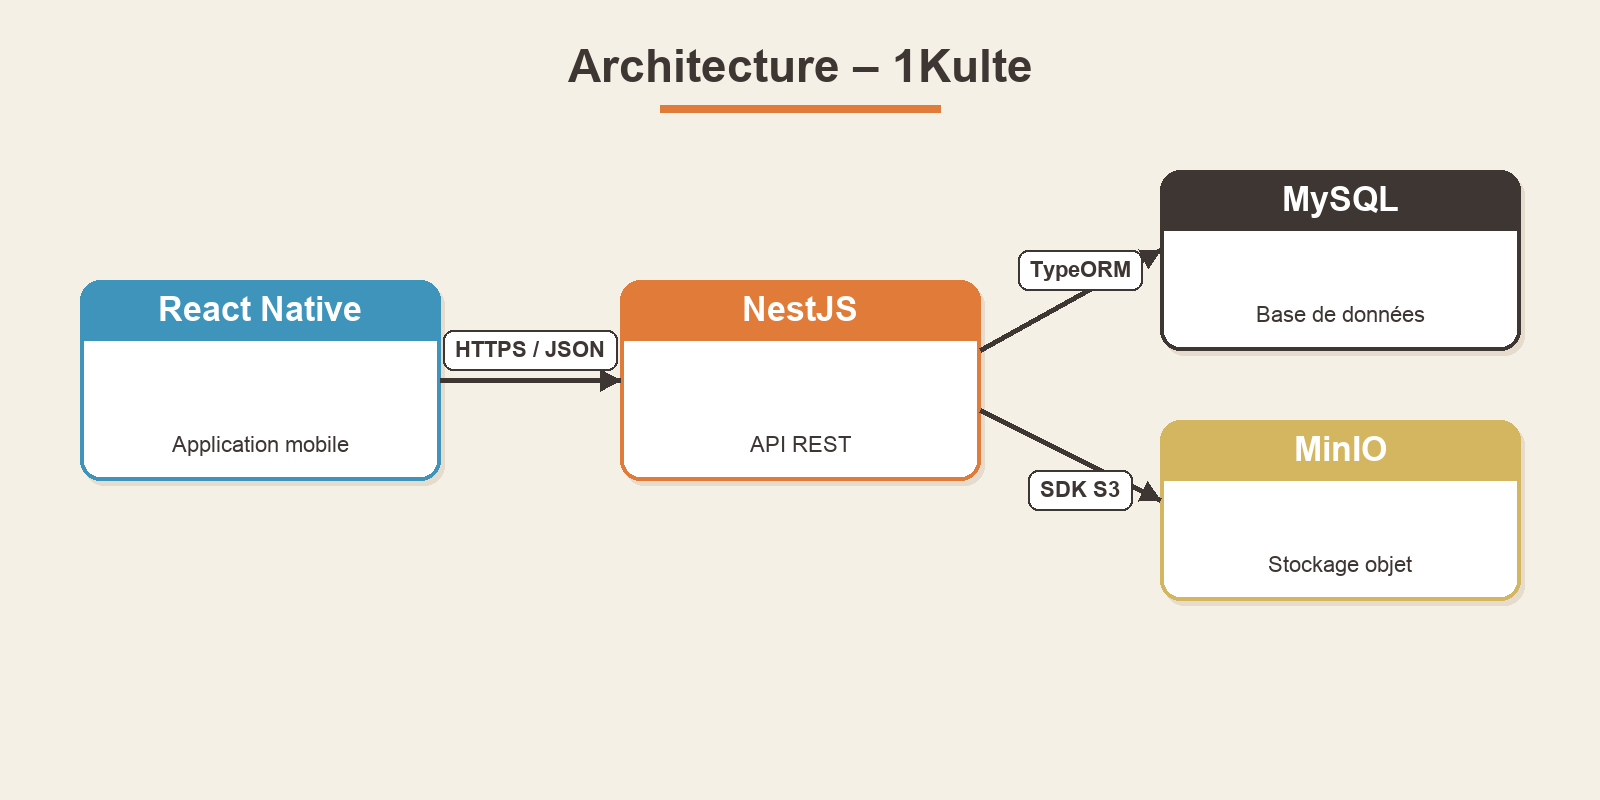 Architecture – 1Kulte
React Native
Application mobile
HTTPS / JSON
NestJS
API REST
TypeORM
MySQL
Base de données
SDK S3
MinIO
Stockage objet